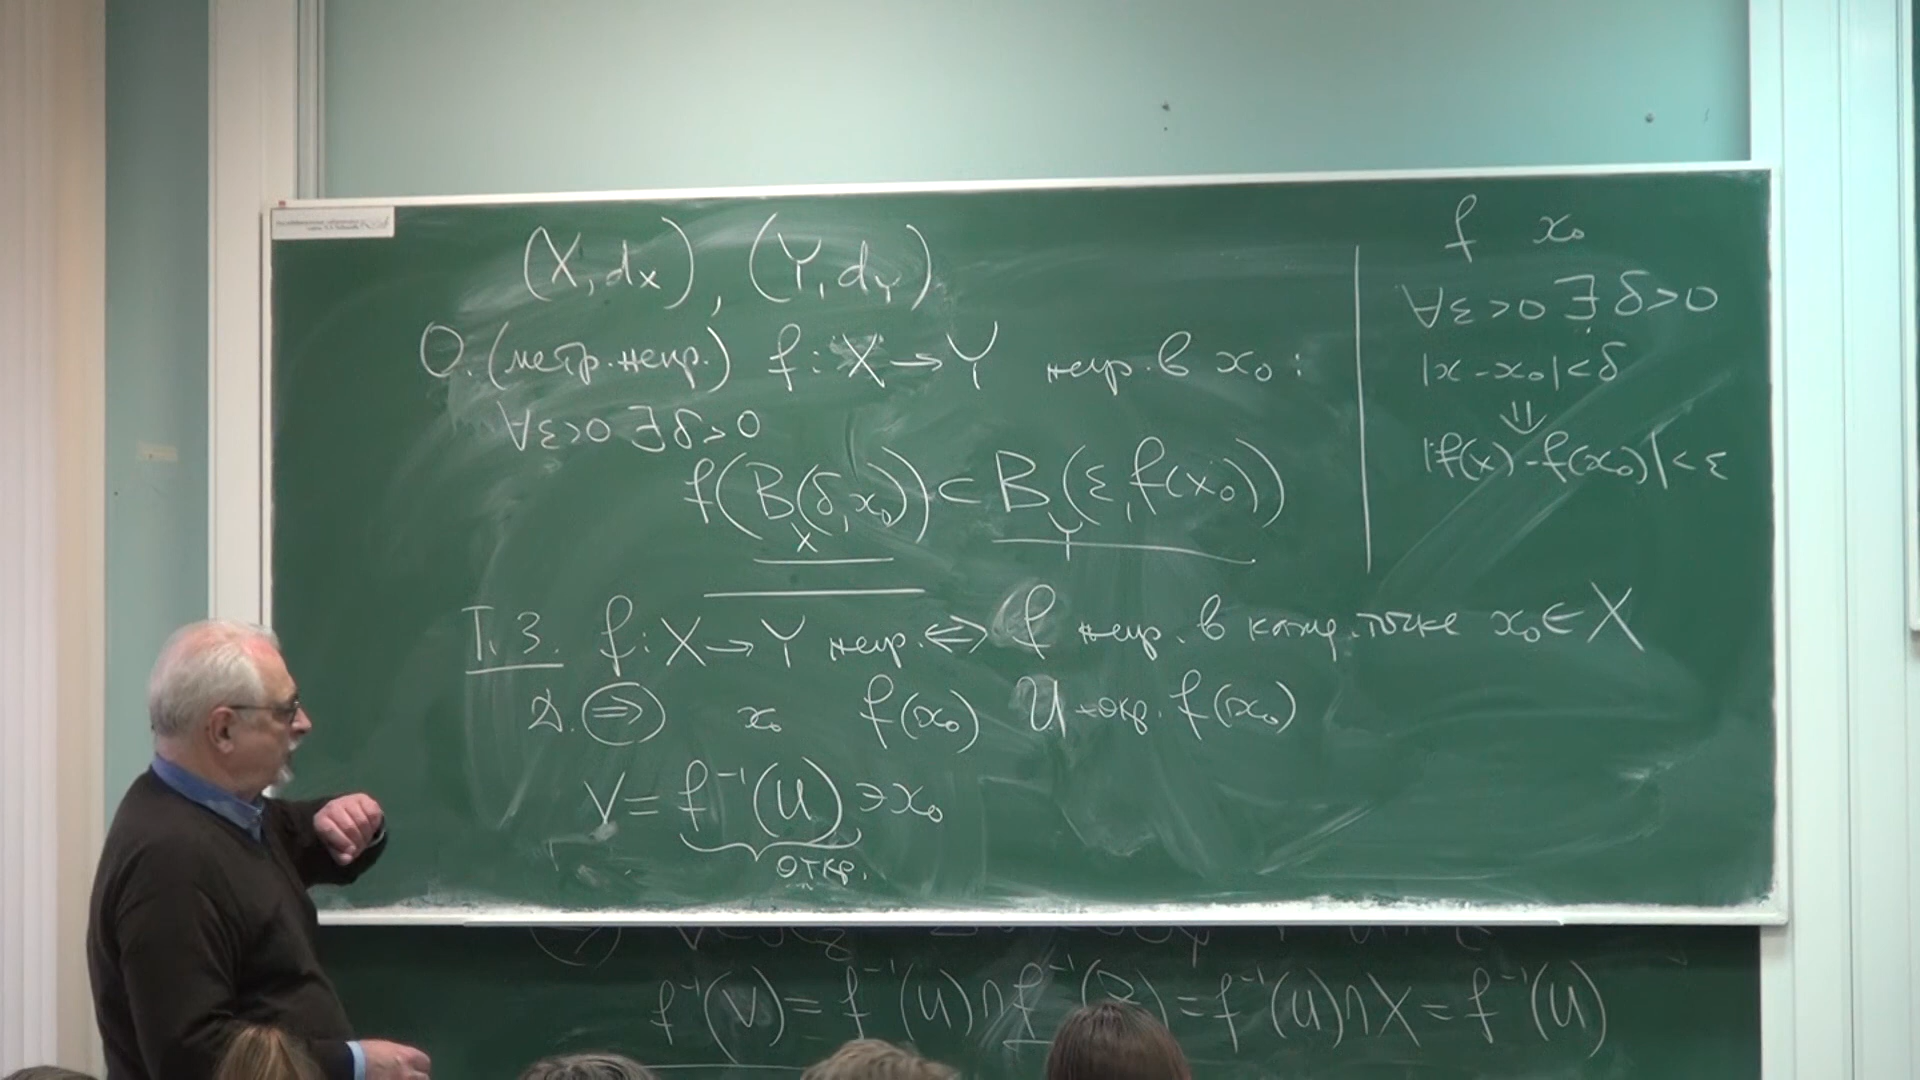 (X, d_X), (Y, d_Y)
О. (метр. непр.) f: X → Y непр. в x₀:
∀ε>0 ∃δ>0
f(B_X(δ, x₀)) ⊂ B_Y(ε, f(x₀))
Т. 3. f: X → Y непр. ⇔ f непр. в кажд. точке x₀ ∈ X
Д. ⇒ x₀ f(x₀) U - окр. f(x₀)
V = f⁻¹(U) ∋ x₀
откр.
f x₀
∀ε>0 ∃δ>0
|x - x₀| < δ
⇓
|f(x) - f(x₀)| < ε
f⁻¹(V) = f⁻¹(U) ∩ f⁻¹(Z) = f⁻¹(U) ∩ X = f⁻¹(U)